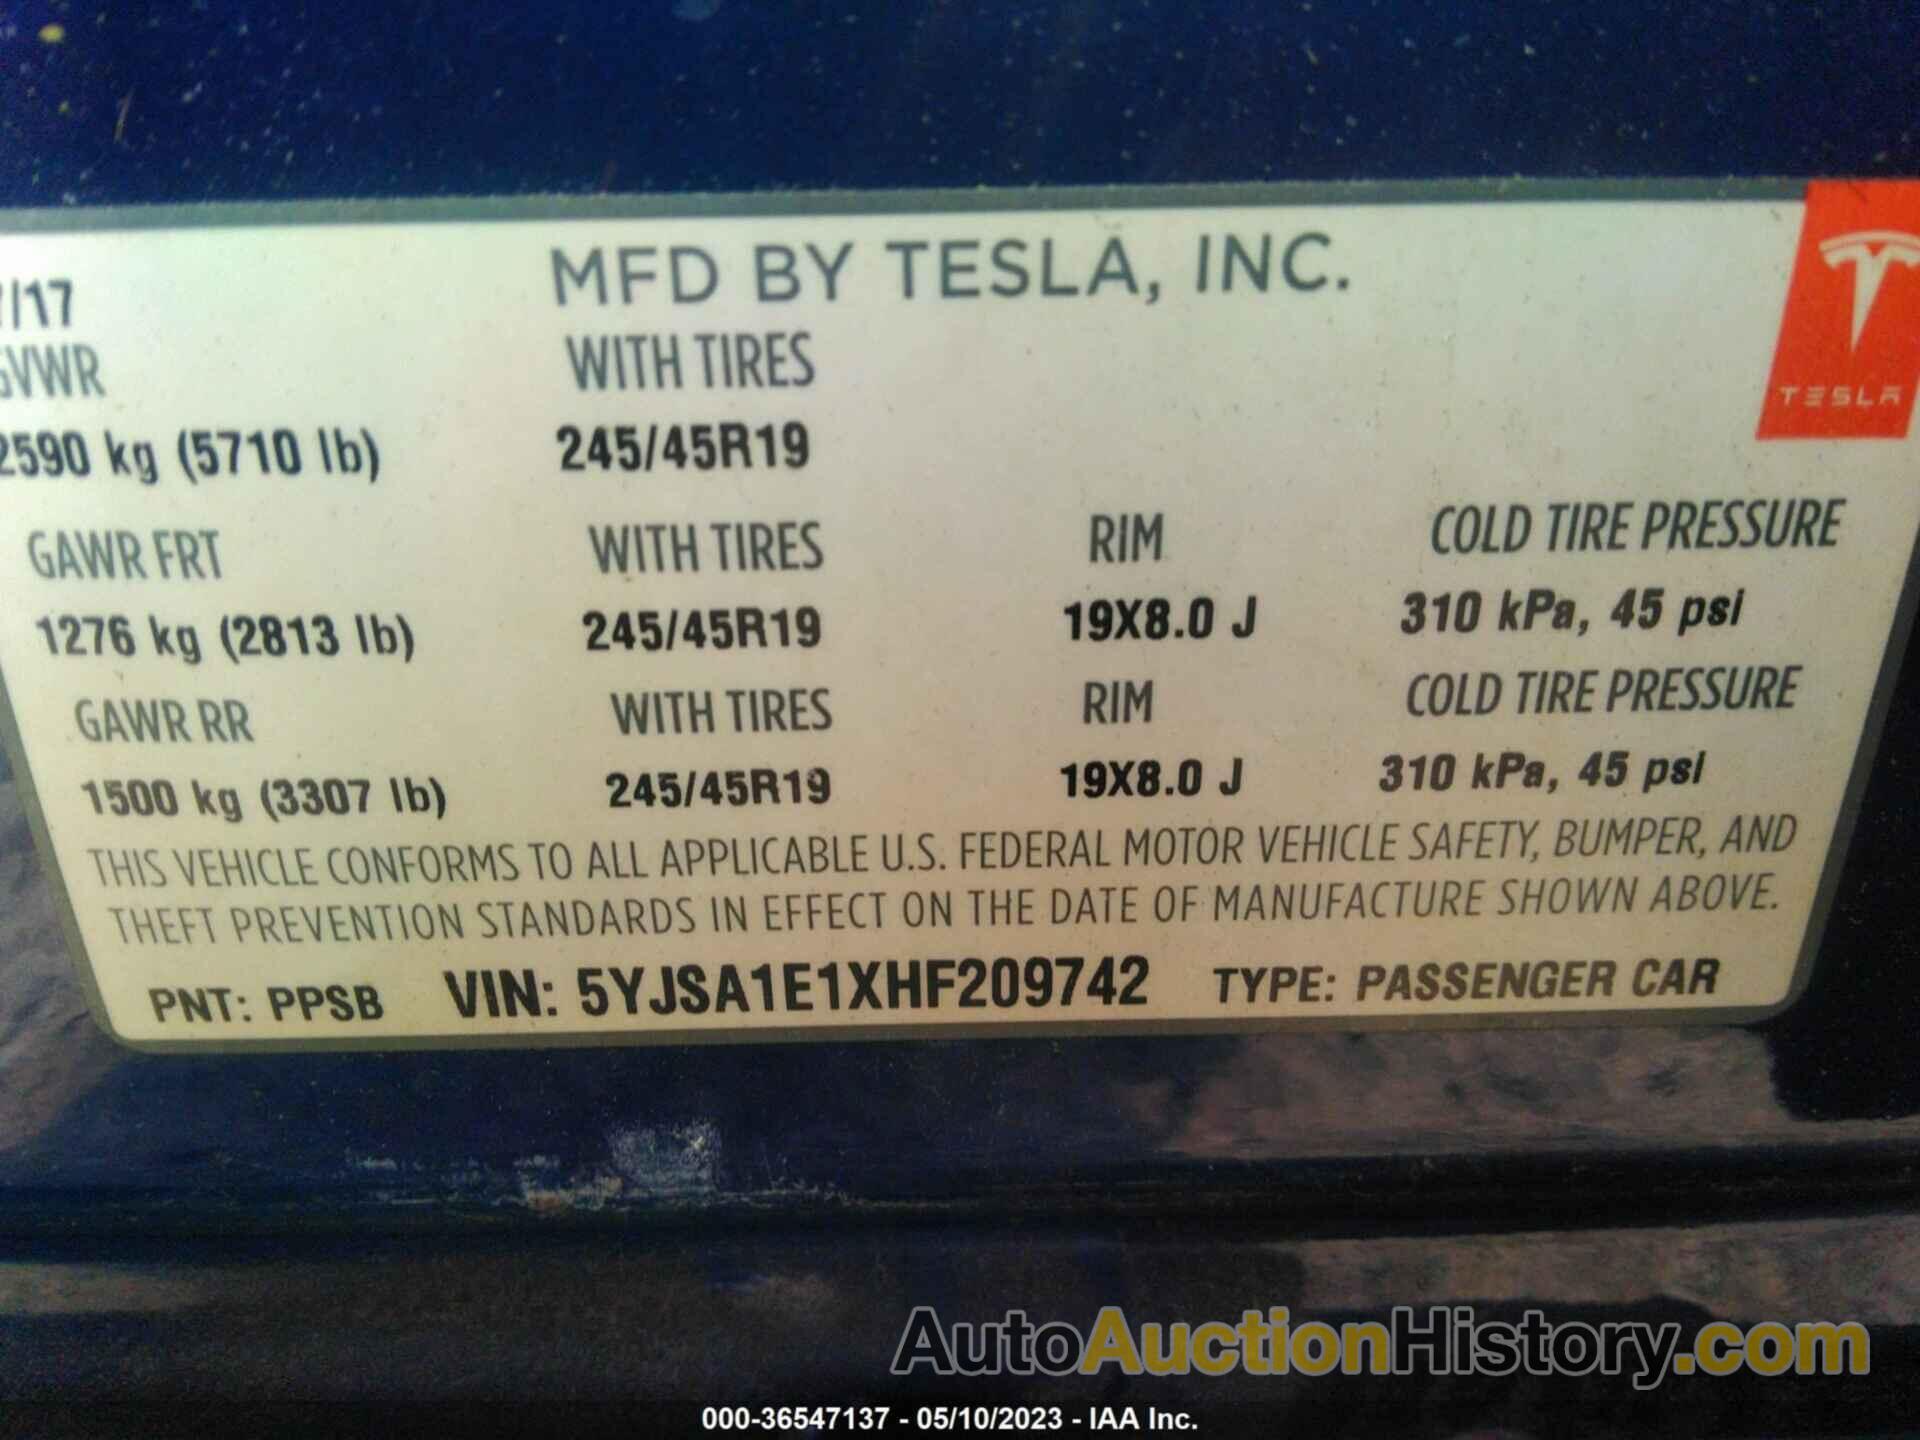 MFD BY TESLA, INC.
/17
GVWR WITH TIRES
TESLA
2590 kg (5710 lb) 245/45R19
GAWR FRT WITH TIRES RIM COLD TIRE PRESSURE
1276 kg (2813 lb) 245/45R19 19X8.0 J 310 kPa, 45 psi
GAWR RR WITH TIRES RIM COLD TIRE PRESSURE
1500 kg (3307 lb) 245/45R19 19X8.0 J 310 kPa, 45 psi
THIS VEHICLE CONFORMS TO ALL APPLICABLE U.S. FEDERAL MOTOR VEHICLE SAFETY, BUMPER, AND
THEFT PREVENTION STANDARDS IN EFFECT ON THE DATE OF MANUFACTURE SHOWN ABOVE.
PNT: PPSB VIN: 5YJSA1E1XHF209742 TYPE: PASSENGER CAR
AutoAuctionHistory.com
000-36547137 - 05/10/2023 - IAA Inc.